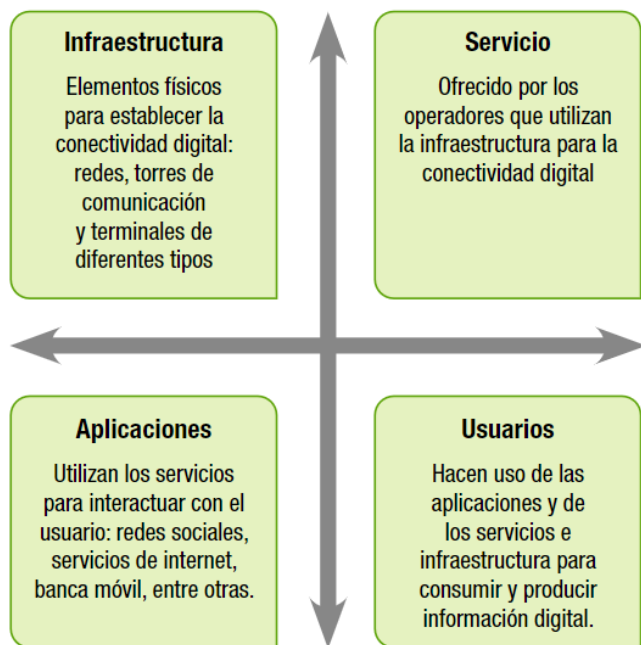 Infraestructura
Elementos físicos
para establecer la
conectividad digital:
redes, torres de
comunicación
y terminales de
diferentes tipos
Servicio
Ofrecido por los
operadores que utilizan
la infraestructura para la
conectividad digital
Aplicaciones
Utilizan los servicios
para interactuar con el
usuario: redes sociales,
servicios de internet,
banca móvil, entre otras.
Usuarios
Hacen uso de las
aplicaciones y de
los servicios e
infraestructura para
consumir y producir
información digital.